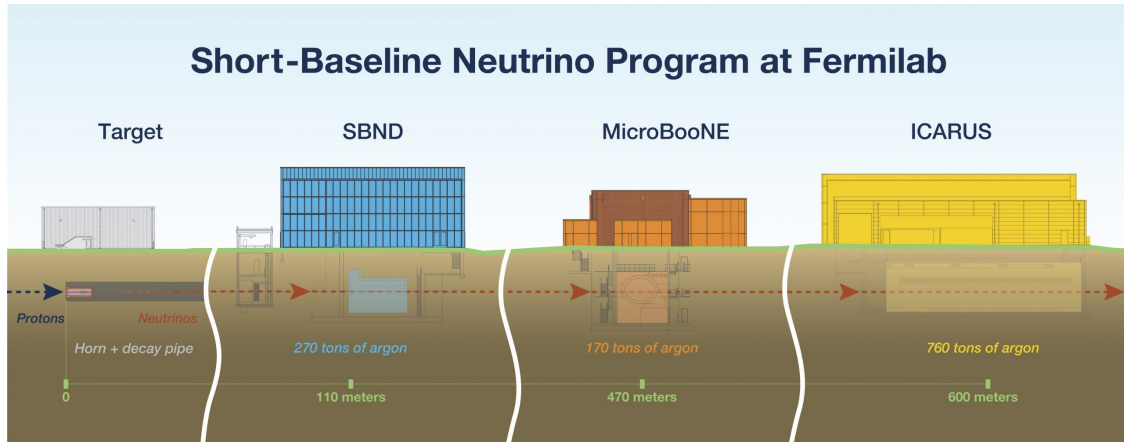 Short-Baseline Neutrino Program at Fermilab
Target
SBND
MicroBooNE
ICARUS
Protons
Neutrinos
Horn + decay pipe
270 tons of argon
170 tons of argon
760 tons of argon
0
110 meters
470 meters
600 meters